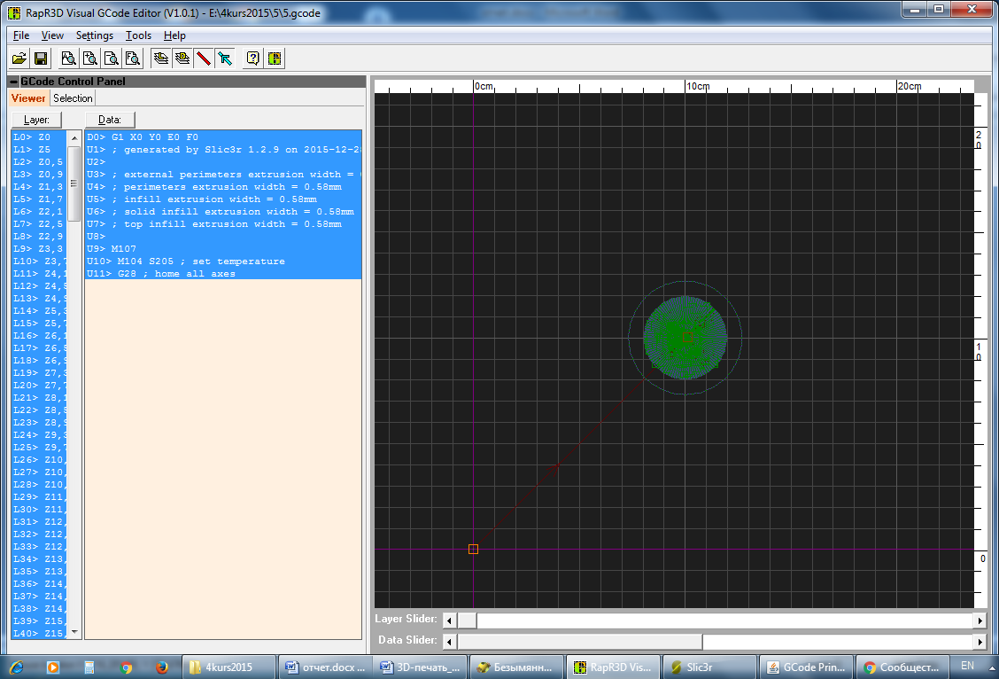 RapR3D Visual GCode Editor (V1.0.1) - E:\4kurs2015\5\5.gcode
File View Settings Tools Help
GCode Control Panel
Viewer Selection
Layer: Data:
L0> Z0
L1> Z5
L2> Z0,5
L3> Z0,9
L4> Z1,3
L5> Z1,7
L6> Z2,1
L7> Z2,5
L8> Z2,9
L9> Z3,3
L10> Z3,7
L11> Z4,1
L12> Z4,5
L13> Z4,9
L14> Z5,3
L15> Z5,7
L16> Z6,1
L17> Z6,5
L18> Z6,9
L19> Z7,3
L20> Z7,7
L21> Z8,1
L22> Z8,5
L23> Z8,9
L24> Z9,3
L25> Z9,7
L26> Z10,
L27> Z10,
L28> Z10,
L29> Z11,
L30> Z11,
L31> Z12,
L32> Z12,
L33> Z12,
L34> Z13,
L35> Z13,
L36> Z14,
L37> Z14,
L38> Z14,
L39> Z15,
L40> Z15,
D0> G1 X0 Y0 E0 F0
U1> ; generated by Slic3r 1.2.9 on 2015-12-28
U2>
U3> ; external perimeters extrusion width =
U4> ; perimeters extrusion width = 0.58mm
U5> ; infill extrusion width = 0.58mm
U6> ; solid infill extrusion width = 0.58mm
U7> ; top infill extrusion width = 0.58mm
U8>
U9> M107
U10> M104 S205 ; set temperature
U11> G28 ; home all axes
0cm 10cm 20cm
2
0
1
0
0
Layer Slider:
Data Slider:
4kurs2015 отчет.docx ... 3D-печать_... Безымянн... RapR3D Vis... Slic3r GCode Prin... Сообщест... EN